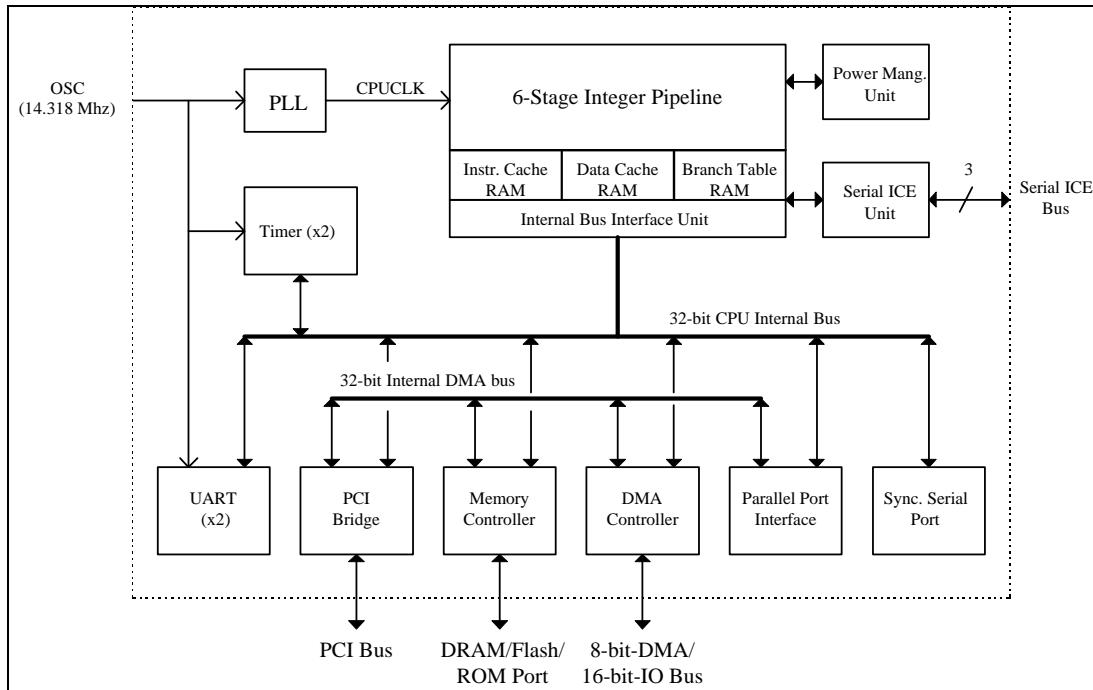 OSC
(14.318 Mhz)
PLL
CPUCLK
6-Stage Integer Pipeline
Power Mang.
Unit
Instr. Cache
RAM
Data Cache
RAM
Branch Table
RAM
Internal Bus Interface Unit
Serial ICE
Unit
3
Serial ICE
Bus
Timer (x2)
32-bit CPU Internal Bus
32-bit Internal DMA bus
UART
(x2)
PCI
Bridge
Memory
Controller
DMA
Controller
Parallel Port
Interface
Sync. Serial
Port
PCI Bus
DRAM/Flash/
ROM Port
8-bit-DMA/
16-bit-IO Bus